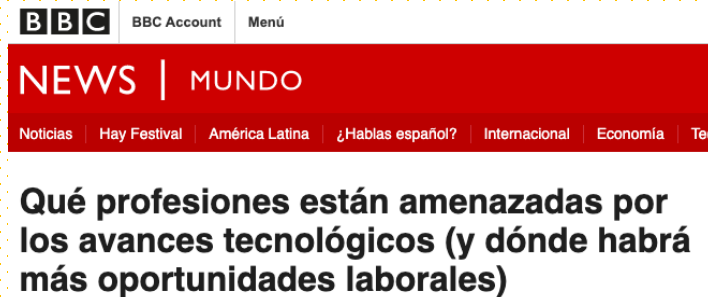 BBC BBC Account Menú
NEWS | MUNDO
Noticias Hay Festival América Latina ¿Hablas español? Internacional Economía Te
Qué profesiones están amenazadas por
los avances tecnológicos (y dónde habrá
más oportunidades laborales)